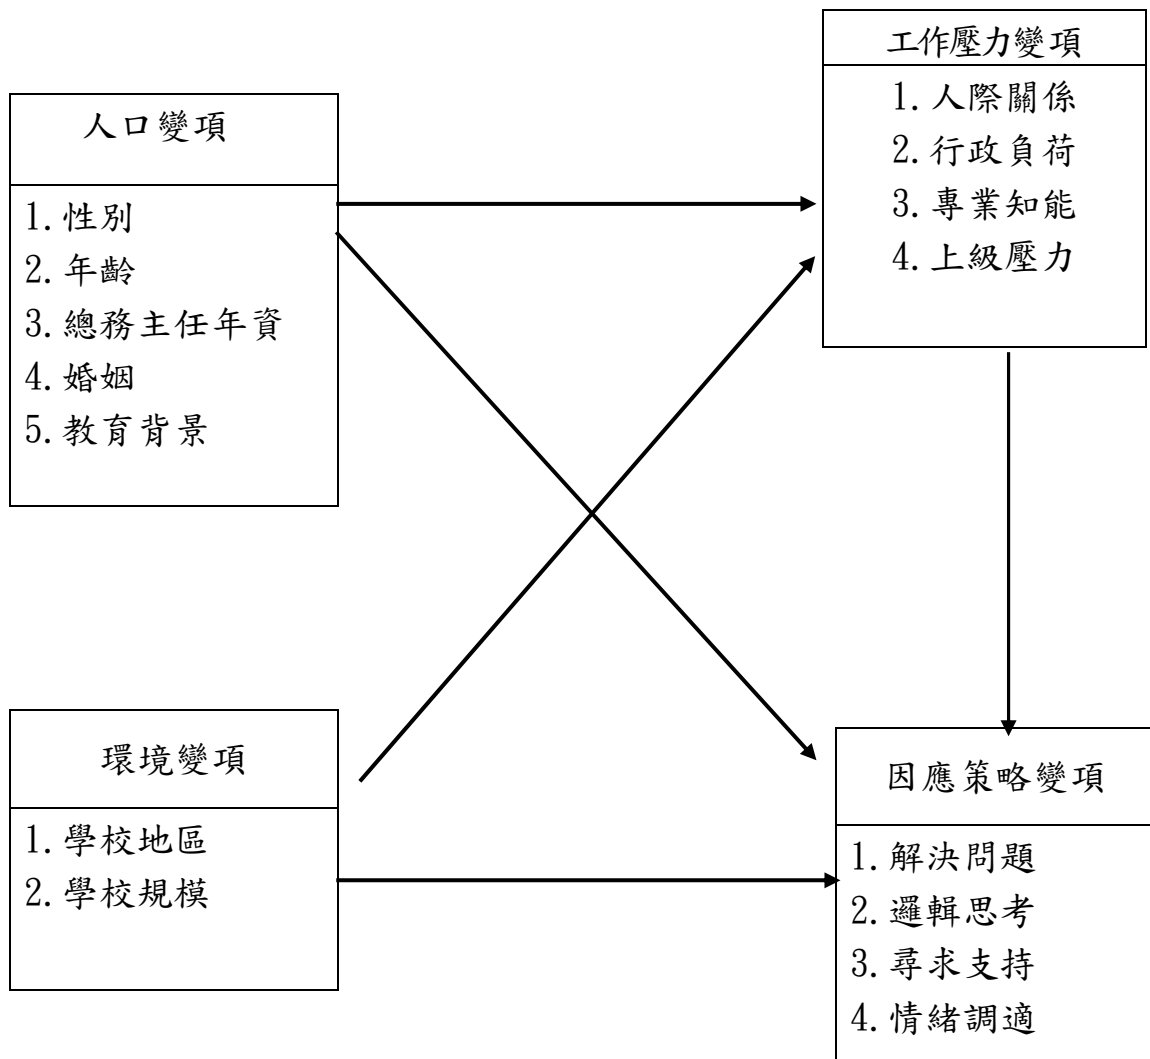 工作壓力變項
1.人際關係
2.行政負荷
3.專業知能
4.上級壓力
人口變項
1.性別
2.年齡
3.總務主任年資
4.婚姻
5.教育背景
環境變項
1.學校地區
2.學校規模
因應策略變項
1.解決問題
2.邏輯思考
3.尋求支持
4.情緒調適